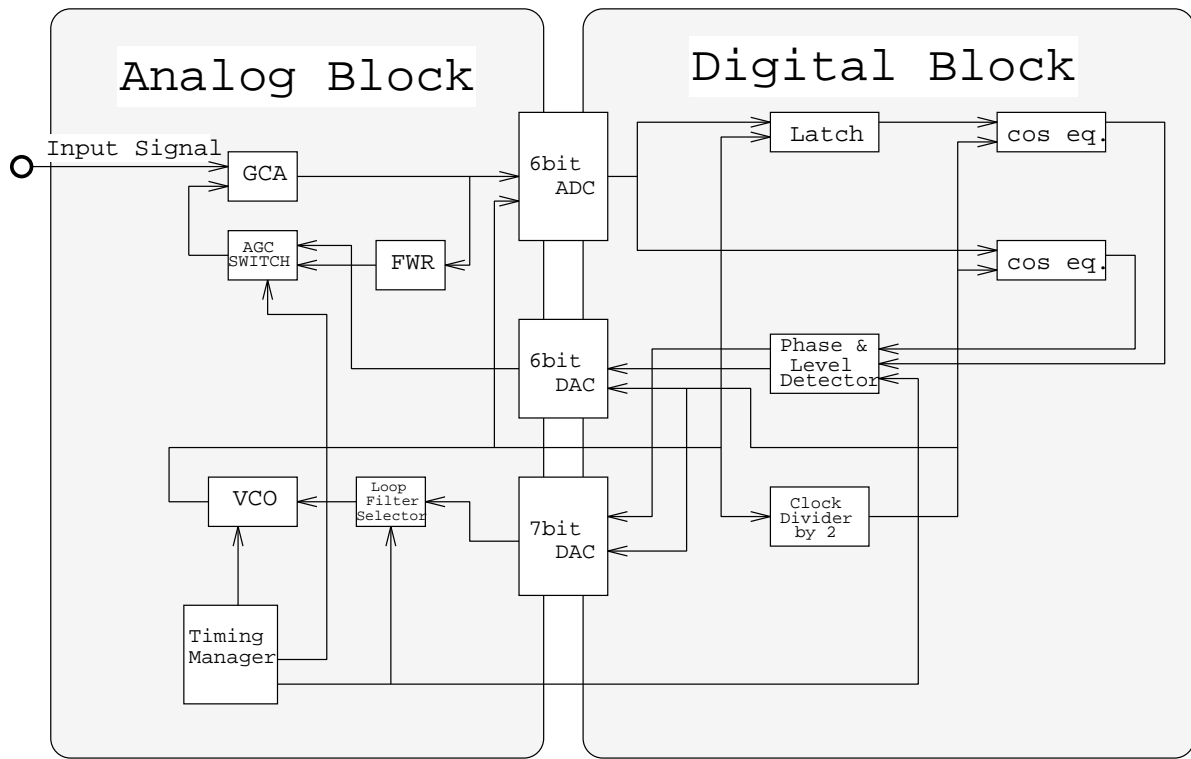 Analog Block
Digital Block
Input Signal
GCA
6bit
ADC
Latch
cos eq.
AGC
SWITCH
FWR
cos eq.
6bit
DAC
Phase &
Level
Detector
VCO
Loop
Filter
Selector
7bit
DAC
Clock
Divider
by 2
Timing
Manager